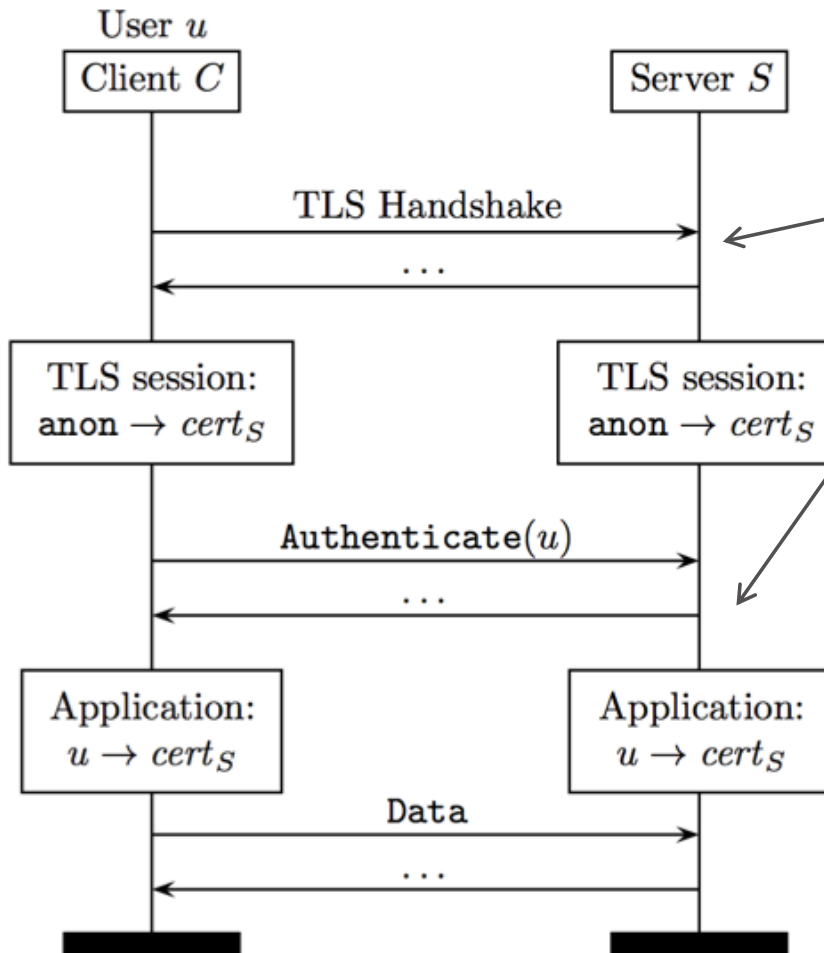 User u
Client C
Server S
TLS Handshake
...
TLS session:
anon → cert_S
TLS session:
anon → cert_S
Authenticate(u)
...
Application:
u → cert_S
Application:
u → cert_S
Data
...